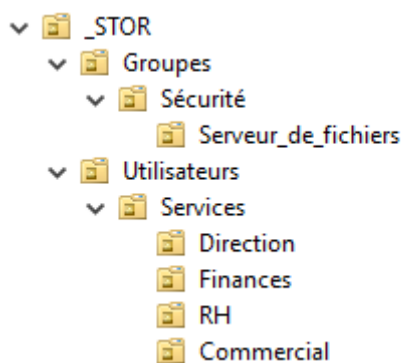 _STOR
Groupes
Sécurité
Serveur_de_fichiers
Utilisateurs
Services
Direction
Finances
RH
Commercial